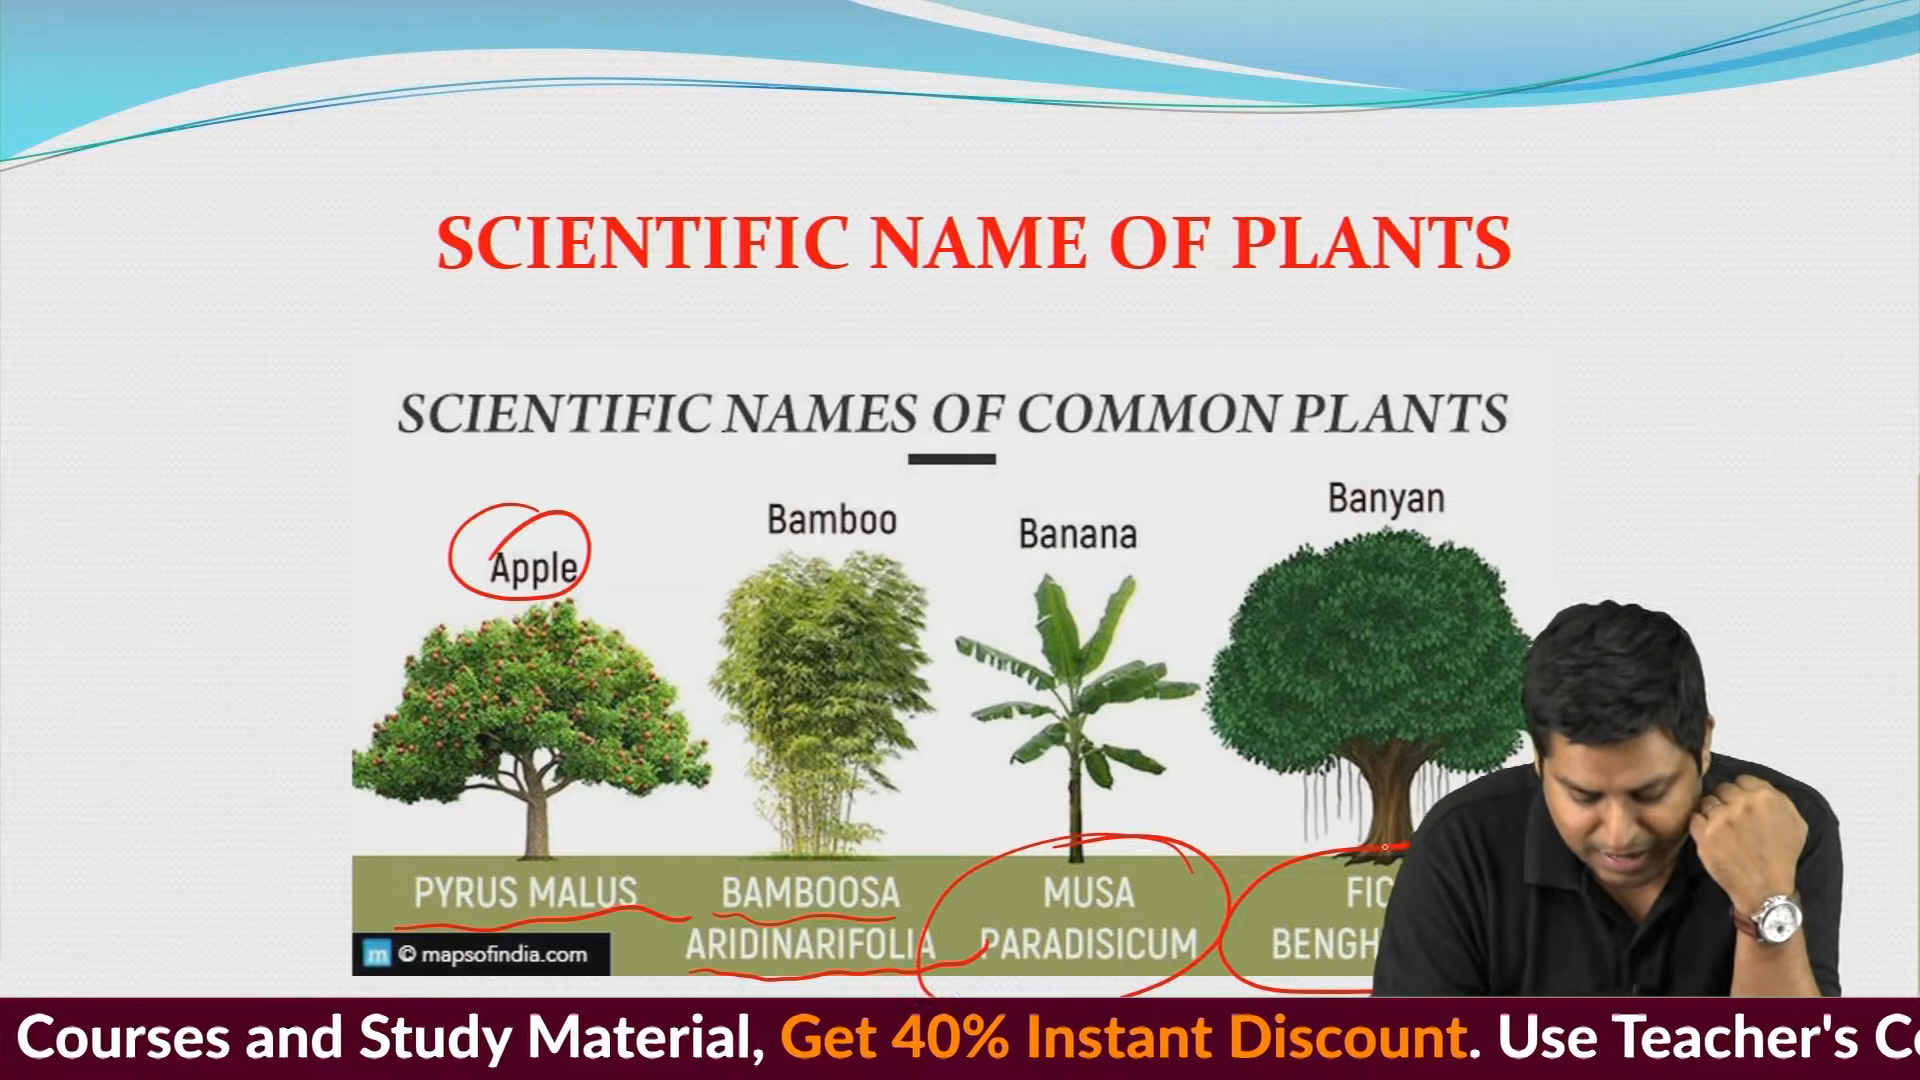 SCIENTIFIC NAME OF PLANTS
SCIENTIFIC NAMES OF COMMON PLANTS
Apple
Bamboo
Banana
Banyan
PYRUS MALUS
BAMBOOSA
ARIDINARIFOLIA
MUSA
PARADISICUM
m © mapsofindia.com
Courses and Study Material, Get 40% Instant Discount. Use Teacher's